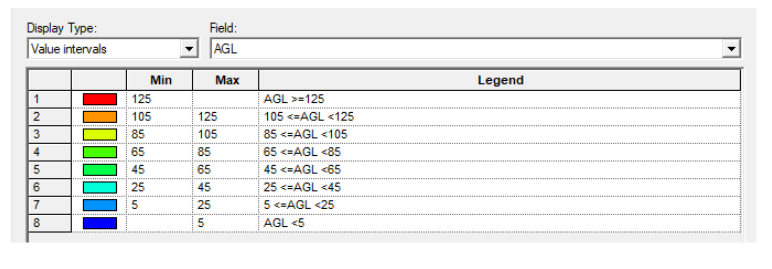 Display Type: Field:
Value intervals AGL
Min Max Legend
1 125 AGL >=125
2 105 125 105 <=AGL <125
3 85 105 85 <=AGL <105
4 65 85 65 <=AGL <85
5 45 65 45 <=AGL <65
6 25 45 25 <=AGL <45
7 5 25 5 <=AGL <25
8 5 AGL <5